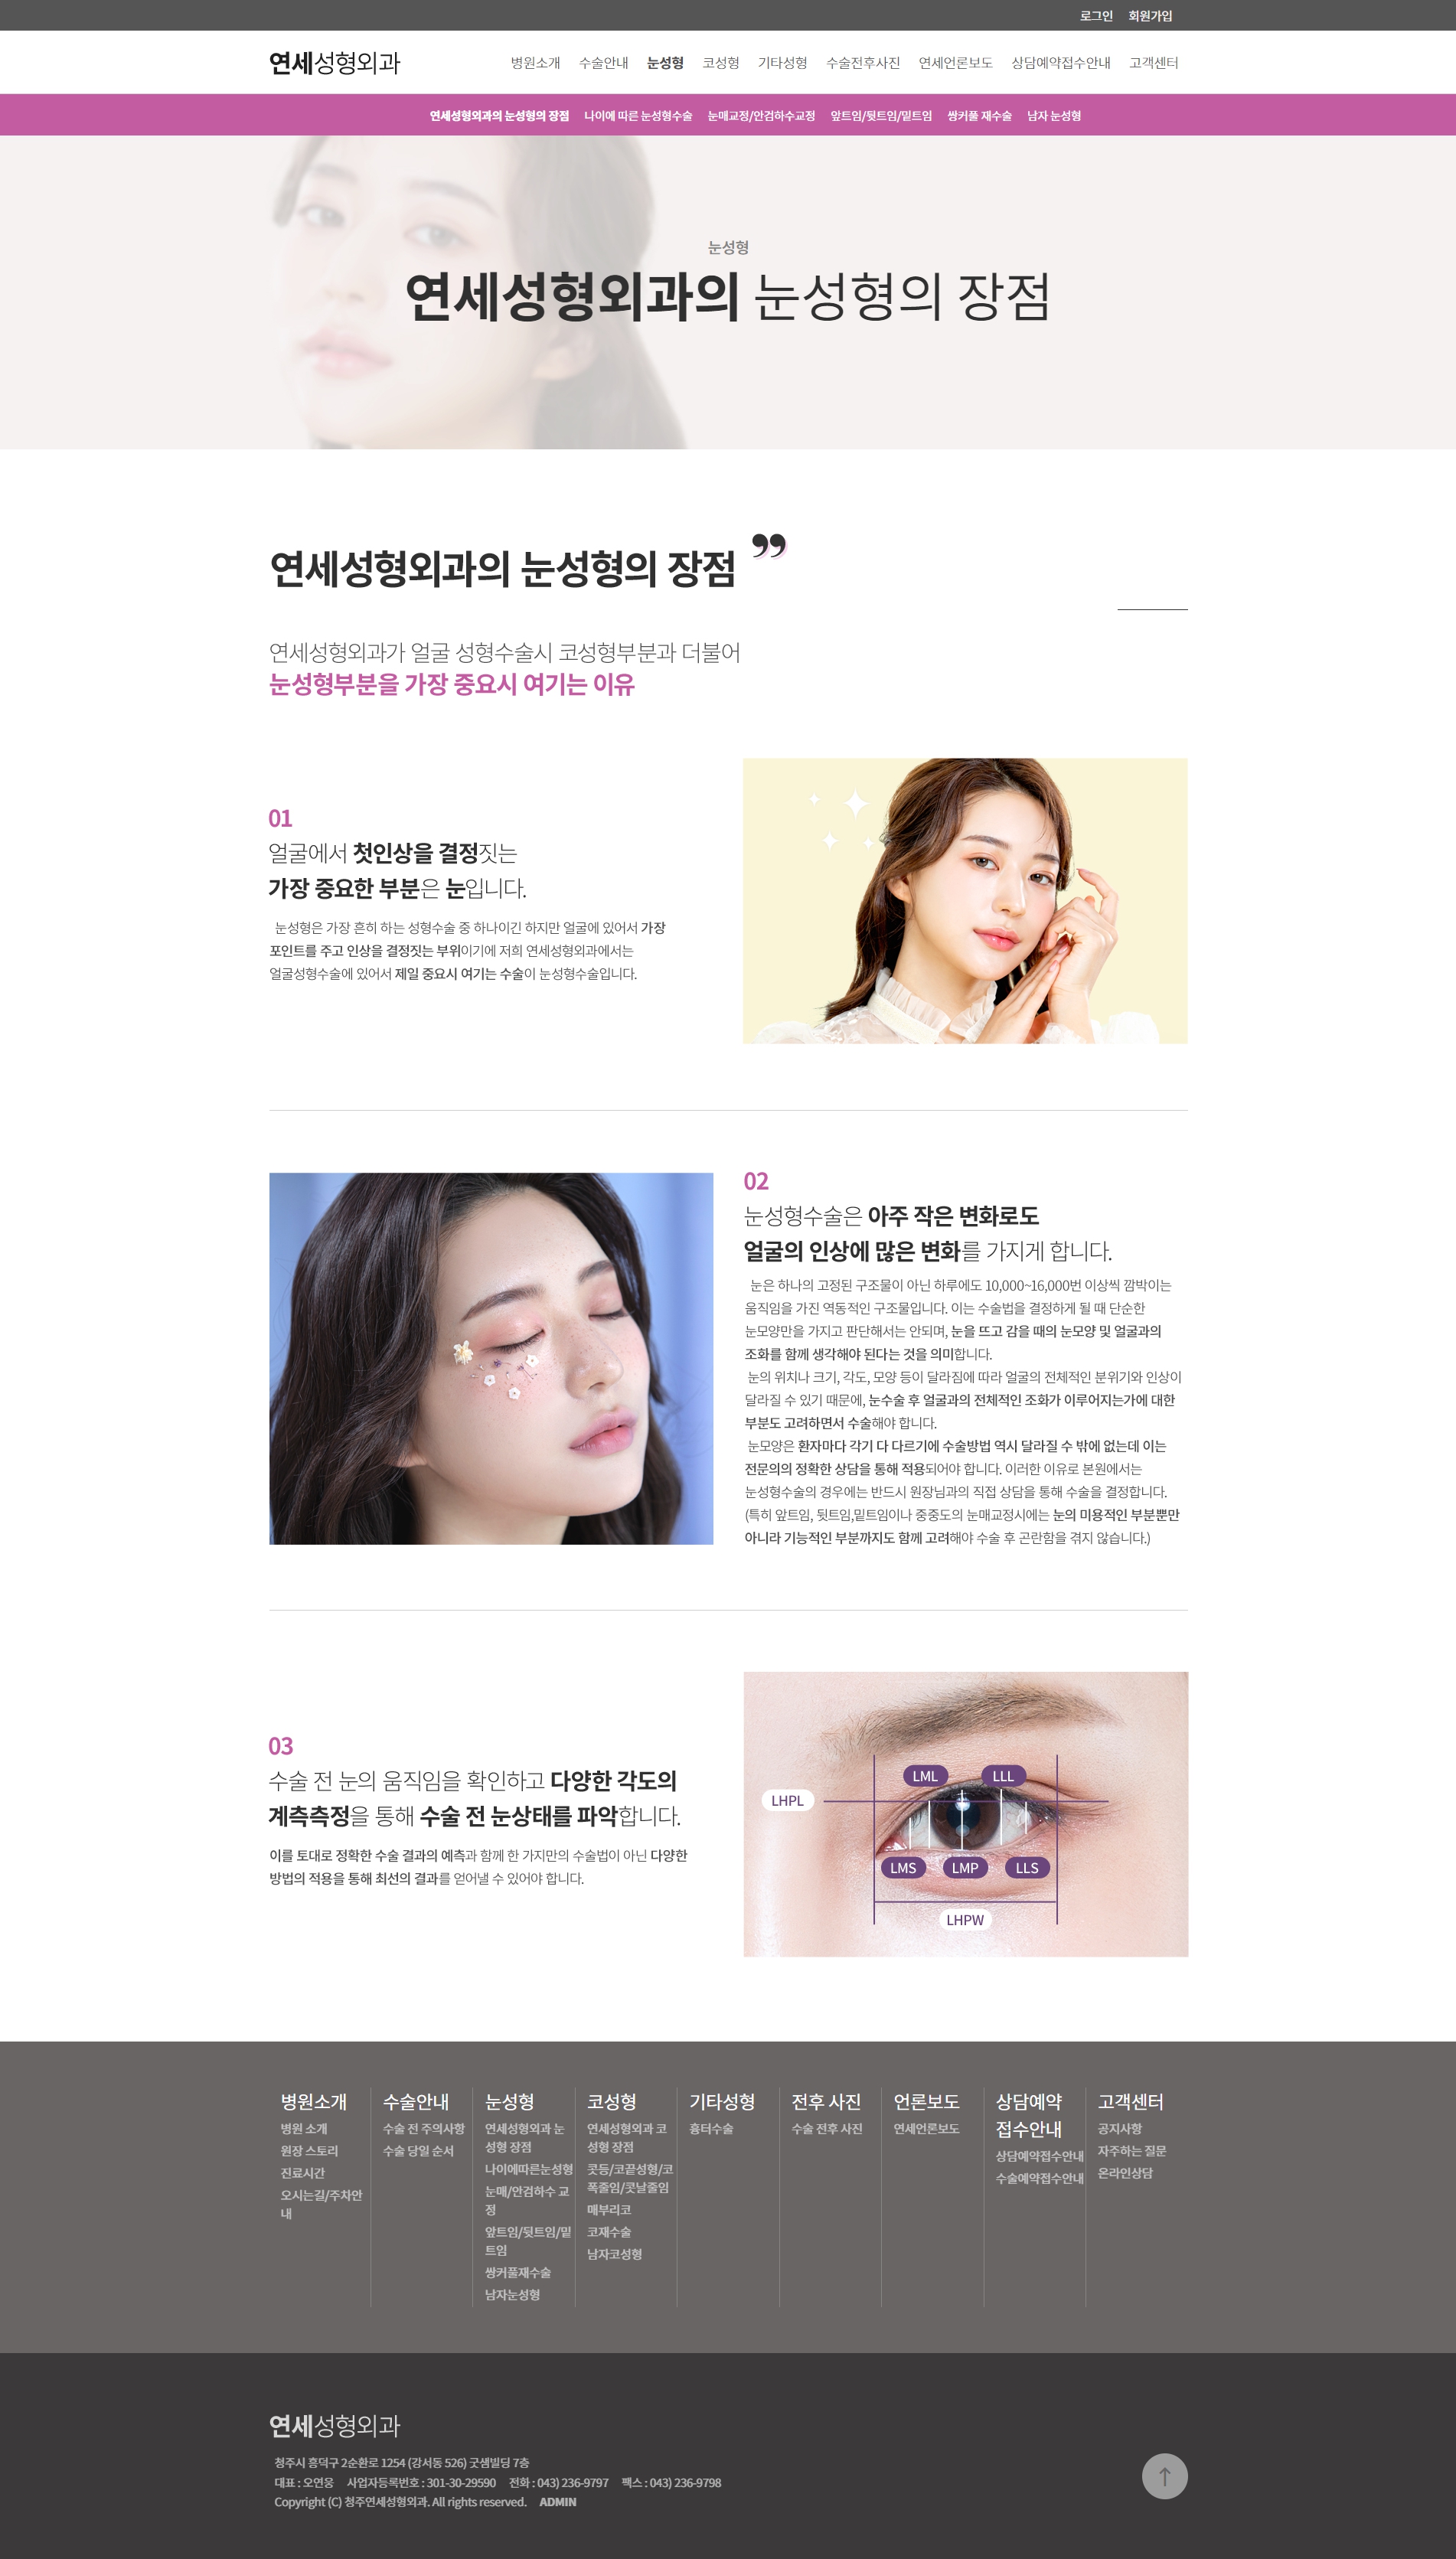 로그인 회원가입
연세성형외과
병원소개 수술안내 눈성형 코성형 기타성형 수술전후사진 연세언론보도 상담예약접수안내 고객센터
연세성형외과의 눈성형의 장점 나이에 따른 눈성형수술 눈매교정/안검하수교정 앞트임/뒷트임/밑트임 쌍커풀 재수술 남자 눈성형
눈성형
연세성형외과의 눈성형의 장점
연세성형외과의 눈성형의 장점 ”
연세성형외과가 얼굴 성형수술시 코성형부분과 더불어
눈성형부분을 가장 중요시 여기는 이유
01
얼굴에서 첫인상을 결정짓는
가장 중요한 부분은 눈입니다.
눈성형은 가장 흔히 하는 성형수술 중 하나이긴 하지만 얼굴에 있어서 가장
포인트를 주고 인상을 결정짓는 부위이기에 저희 연세성형외과에서는
얼굴성형수술에 있어서 제일 중요시 여기는 수술이 눈성형수술입니다.
02
눈성형수술은 아주 작은 변화로도
얼굴의 인상에 많은 변화를 가지게 합니다.
눈은 하나의 고정된 구조물이 아닌 하루에도 10,000~16,000번 이상씩 깜박이는
움직임을 가진 역동적인 구조물입니다. 이는 수술법을 결정하게 될 때 단순한
눈모양만을 가지고 판단해서는 안되며, 눈을 뜨고 감을 때의 눈모양 및 얼굴과의
조화를 함께 생각해야 된다는 것을 의미합니다.
눈의 위치나 크기, 각도, 모양 등이 달라짐에 따라 얼굴의 전체적인 분위기와 인상이
달라질 수 있기 때문에, 눈수술 후 얼굴과의 전체적인 조화가 이루어지는가에 대한
부분도 고려하면서 수술해야 합니다.
눈모양은 환자마다 각기 다 다르기에 수술방법 역시 달라질 수 밖에 없는데 이는
전문의의 정확한 상담을 통해 적용되어야 합니다. 이러한 이유로 본원에서는
눈성형수술의 경우에는 반드시 원장님과의 직접 상담을 통해 수술을 결정합니다.
(특히 앞트임, 뒷트임,밑트임이나 중중도의 눈매교정시에는 눈의 미용적인 부분뿐만
아니라 기능적인 부분까지도 함께 고려해야 수술 후 곤란함을 겪지 않습니다.)
03
수술 전 눈의 움직임을 확인하고 다양한 각도의
계측측정을 통해 수술 전 눈상태를 파악합니다.
이를 토대로 정확한 수술 결과의 예측과 함께 한 가지만의 수술법이 아닌 다양한
방법의 적용을 통해 최선의 결과를 얻어낼 수 있어야 합니다.
LML LLL
LHPL
LMS LMP LLS
LHPW
병원소개
병원 소개
원장 스토리
진료시간
오시는길/주차안
내
수술안내
수술 전 주의사항
수술 당일 순서
눈성형
연세성형외과 눈
성형 장점
나이에따른눈성형
눈매/안검하수 교
정
앞트임/뒷트임/밑
트임
쌍커풀재수술
남자눈성형
코성형
연세성형외과 코
성형 장점
콧등/코끝성형/코
폭줄임/콧날줄임
매부리코
코재수술
남자코성형
기타성형
흉터수술
전후 사진
수술 전후 사진
언론보도
연세언론보도
상담예약
접수안내
상담예약접수안내
수술예약접수안내
고객센터
공지사항
자주하는 질문
온라인상담
연세성형외과
청주시 흥덕구 2순환로 1254 (강서동 526) 굿샘빌딩 7층
대표 : 오연웅 사업자등록번호 : 301-30-29590 전화 : 043) 236-9797 팩스 : 043) 236-9798
Copyright (C) 청주연세성형외과. All rights reserved. ADMIN